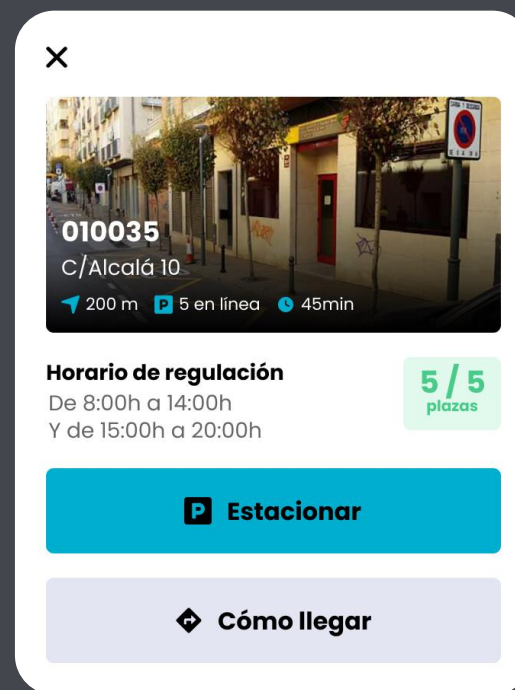 010035
C/Alcalá 10
200 m P 5 en línea 45min
Horario de regulación
De 8:00h a 14:00h
Y de 15:00h a 20:00h
5 / 5
plazas
P Estacionar
Cómo llegar